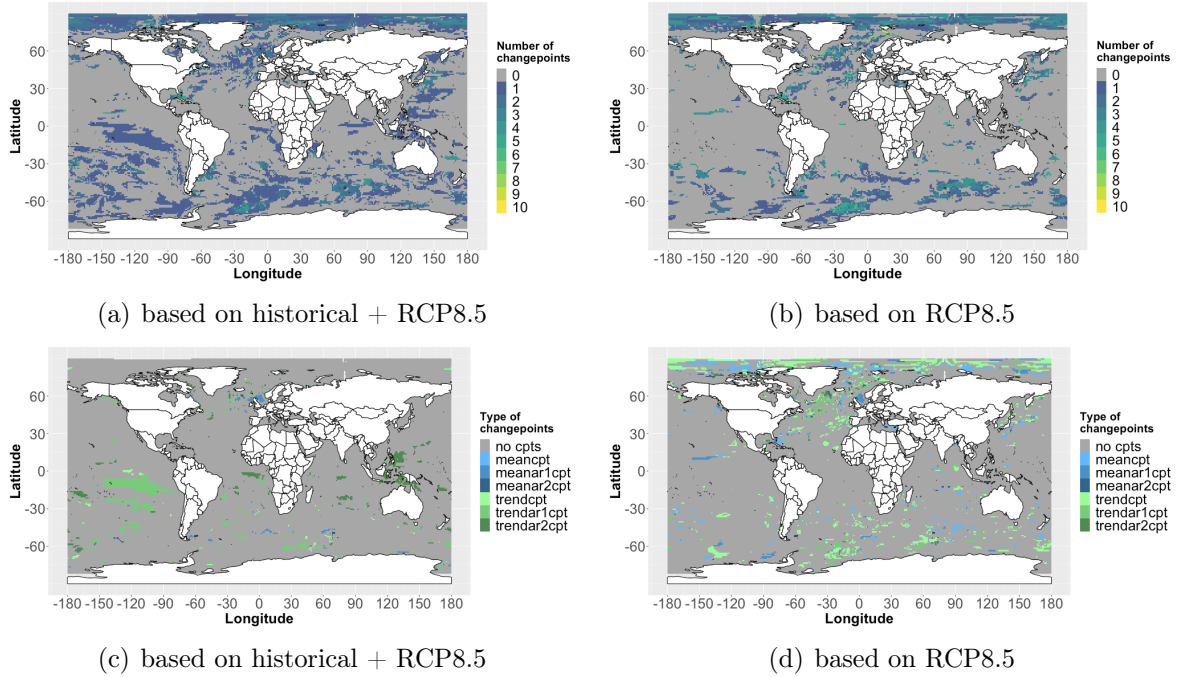 Number of
changepoints
0
1
2
3
4
5
6
7
8
9
10
60
30
0
-30
-60
Latitude
-180 -150 -120 -90 -60 -30 0 30 60 90 120 150 180
Longitude
(a) based on historical + RCP8.5
Number of
changepoints
0
1
2
3
4
5
6
7
8
9
10
60
30
0
-30
-60
Latitude
-180 -150 -120 -90 -60 -30 0 30 60 90 120 150 180
Longitude
(b) based on RCP8.5
Type of
changepoints
no cpts
meancpt
meanar1cpt
meanar2cpt
trendcpt
trendar1cpt
trendar2cpt
60
30
0
-30
-60
Latitude
-180 -150 -120 -90 -60 -30 0 30 60 90 120 150 180
Longitude
(c) based on historical + RCP8.5
Type of
changepoints
no cpts
meancpt
meanar1cpt
meanar2cpt
trendcpt
trendar1cpt
trendar2cpt
60
30
0
-30
-60
Latitude
-180 -150 -120 -90 -60 -30 0 30 60 90 120 150 180
Longitude
(d) based on RCP8.5